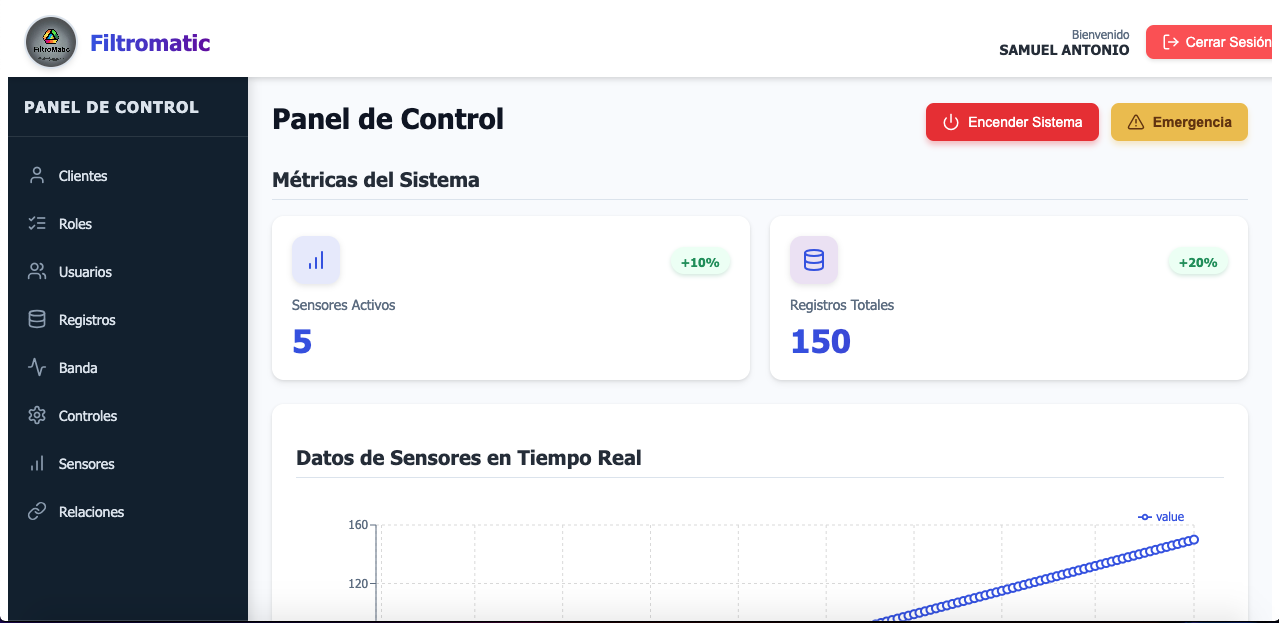 FiltroMatic
Filtromatic
Bienvenido
SAMUEL ANTONIO
Cerrar Sesión
PANEL DE CONTROL
Clientes
Roles
Usuarios
Registros
Banda
Controles
Sensores
Relaciones
Panel de Control
Encender Sistema
Emergencia
Métricas del Sistema
+10%
Sensores Activos
5
+20%
Registros Totales
150
Datos de Sensores en Tiempo Real
value
160
120